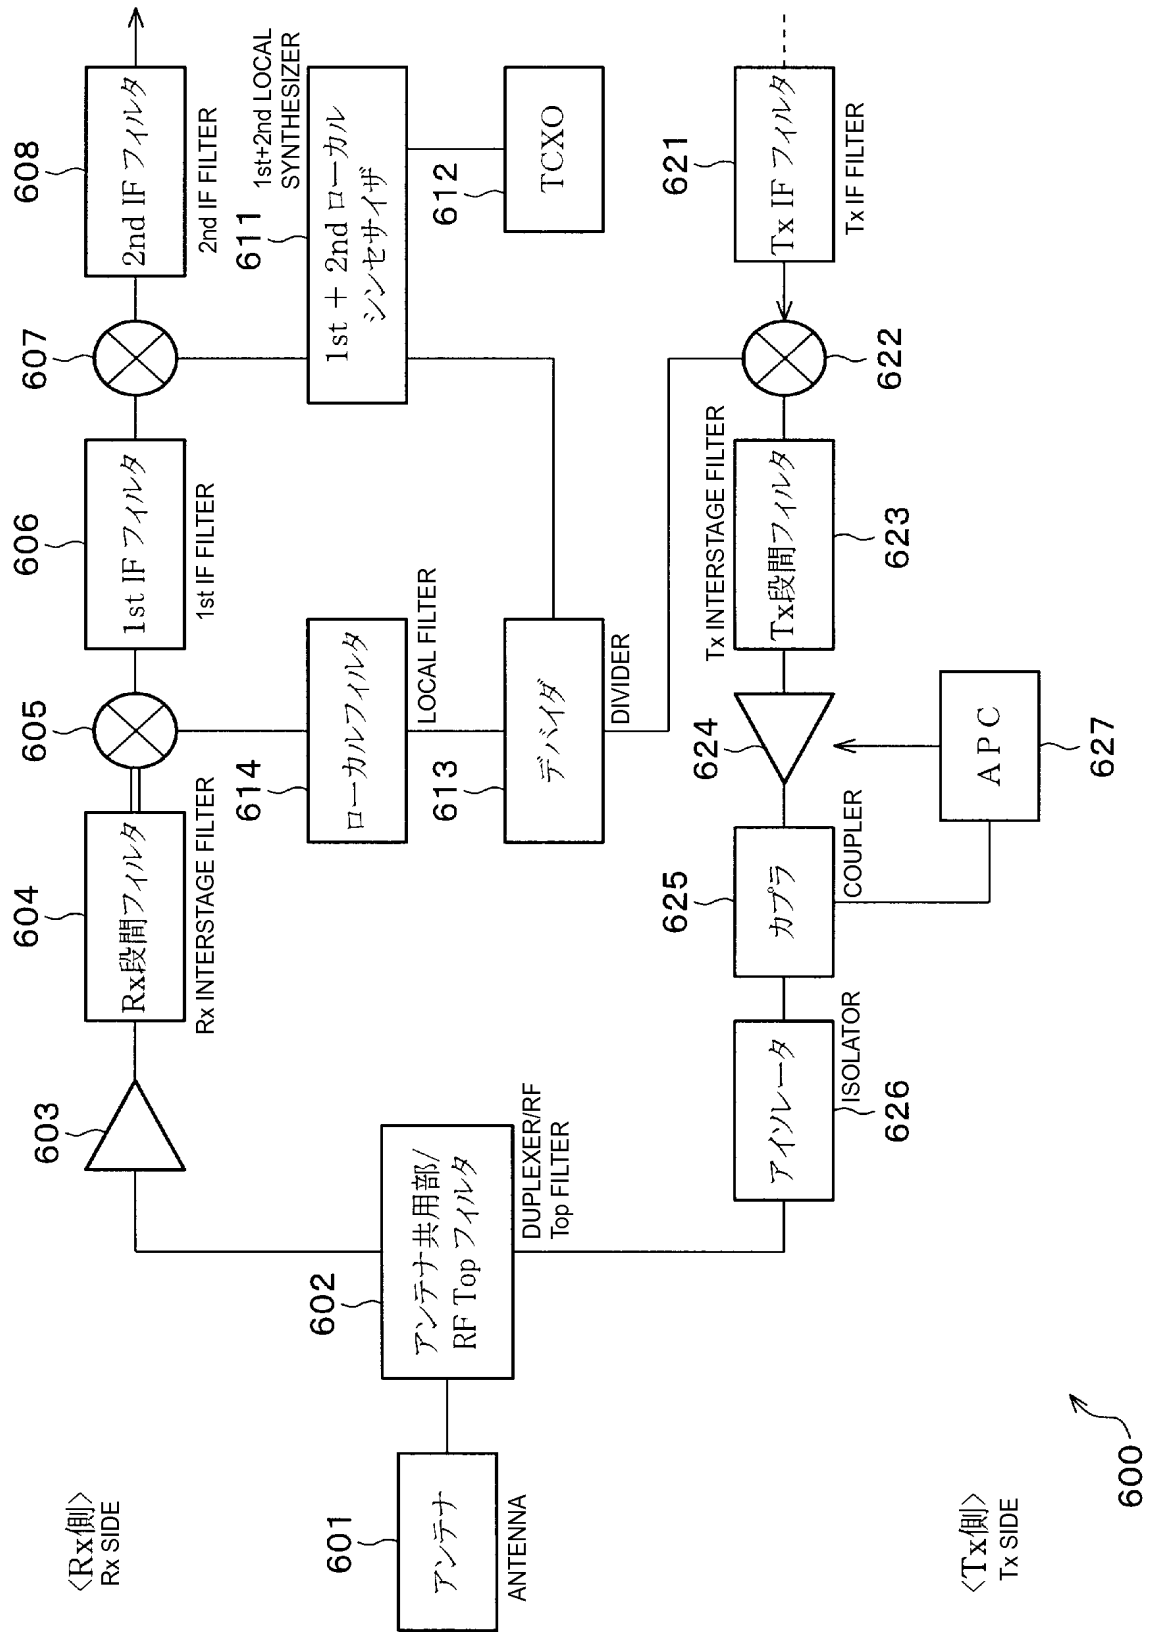 〈Rx側〉
Rx SIDE
603
604
Rx段間フィルタ
Rx INTERSTAGE FILTER
605
606
1st IF フィルタ
1st IF FILTER
607
608
2nd IF フィルタ
2nd IF FILTER
601
アンテナ
ANTENNA
602
アンテナ共用部/
RF Top フィルタ
DUPLEXER/RF
Top FILTER
614
ローカルフィルタ
LOCAL FILTER
611
1st + 2nd ローカル
シンセサイザ
1st+2nd LOCAL
SYNTHESIZER
613
デバイダ
DIVIDER
612
TCXO
626
アイソレータ
ISOLATOR
625
カプラ
COUPLER
624
Tx INTERSTAGE FILTER
Tx段間フィルタ
623
622
621
Tx IF フィルタ
Tx IF FILTER
APC
627
〈Tx側〉
Tx SIDE
600